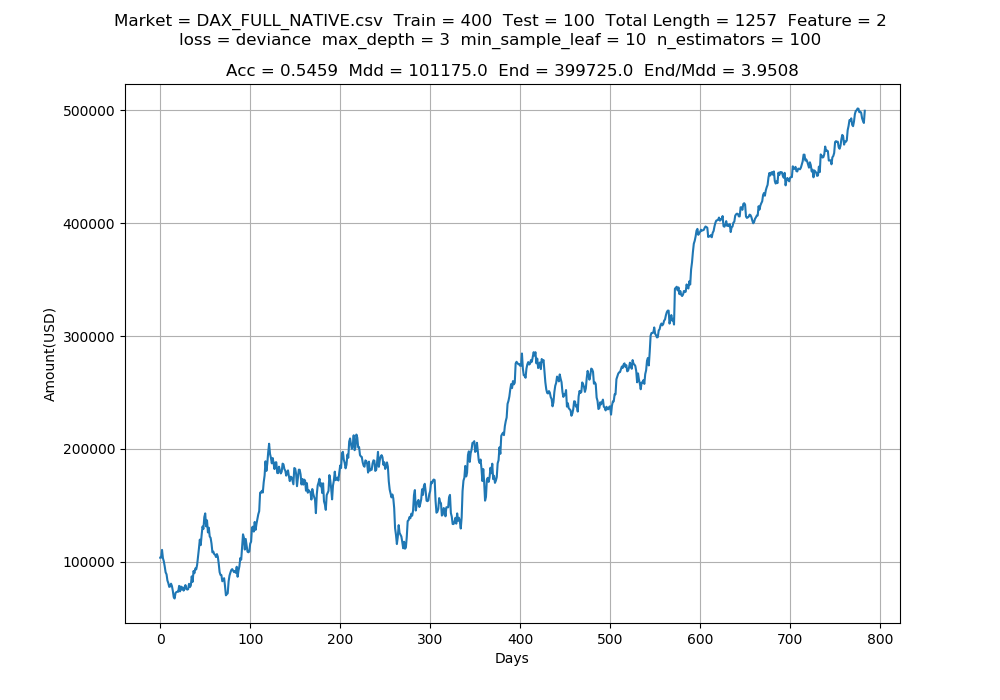 Market = DAX_FULL_NATIVE.csv  Train = 400  Test = 100  Total Length = 1257  Feature = 2
loss = deviance  max_depth = 3  min_sample_leaf = 10  n_estimators = 100
Acc = 0.5459  Mdd = 101175.0  End = 399725.0  End/Mdd = 3.9508
500000
400000
300000
200000
100000
Amount(USD)
0 100 200 300 400 500 600 700 800
Days